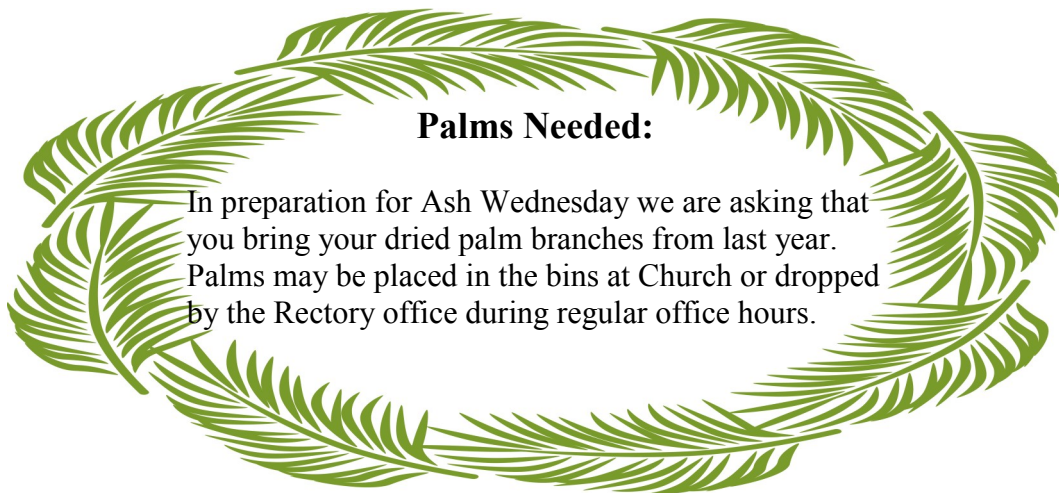 Palms Needed:
In preparation for Ash Wednesday we are asking that
you bring your dried palm branches from last year.
Palms may be placed in the bins at Church or dropped
by the Rectory office during regular office hours.